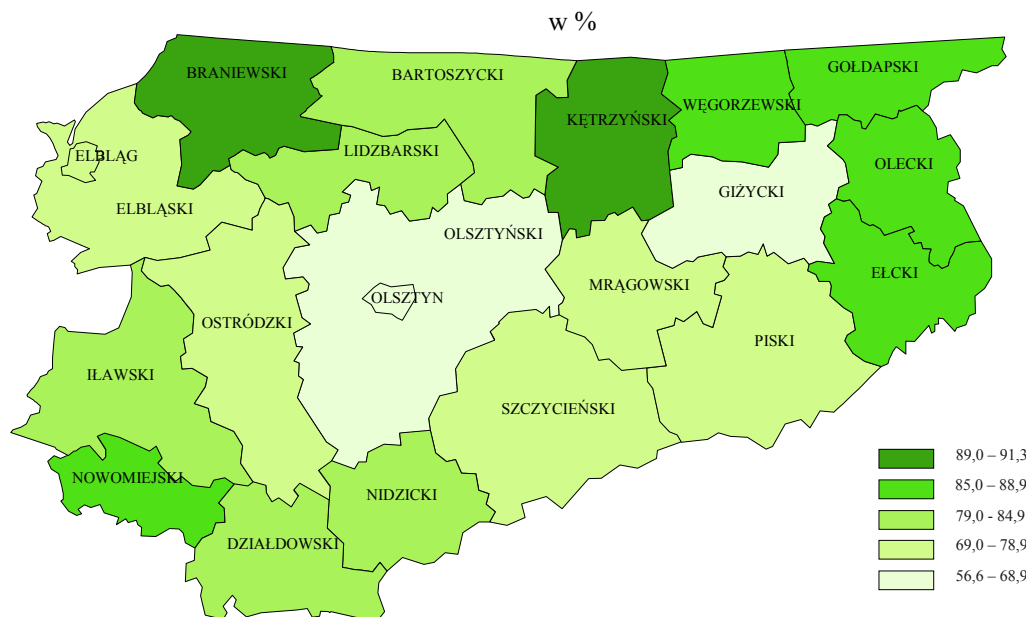 w %
BRANIEWSKI
BARTOSZYCKI
GOŁDAPSKI
WĘGORZEWSKI
KĘTRZYŃSKI
ELBLĄG
LIDZBARSKI
OLECKI
GIŻYCKI
ELBLĄSKI
OLSZTYŃSKI
EŁCKI
MRĄGOWSKI
OLSZTYN
OSTRÓDZKI
PISKI
IŁAWSKI
SZCZYCIEŃSKI
NOWOMIEJSKI
NIDZICKI
DZIAŁDOWSKI
89,0 – 91,3
85,0 – 88,9
79,0 - 84,9
69,0 – 78,9
56,6 – 68,9